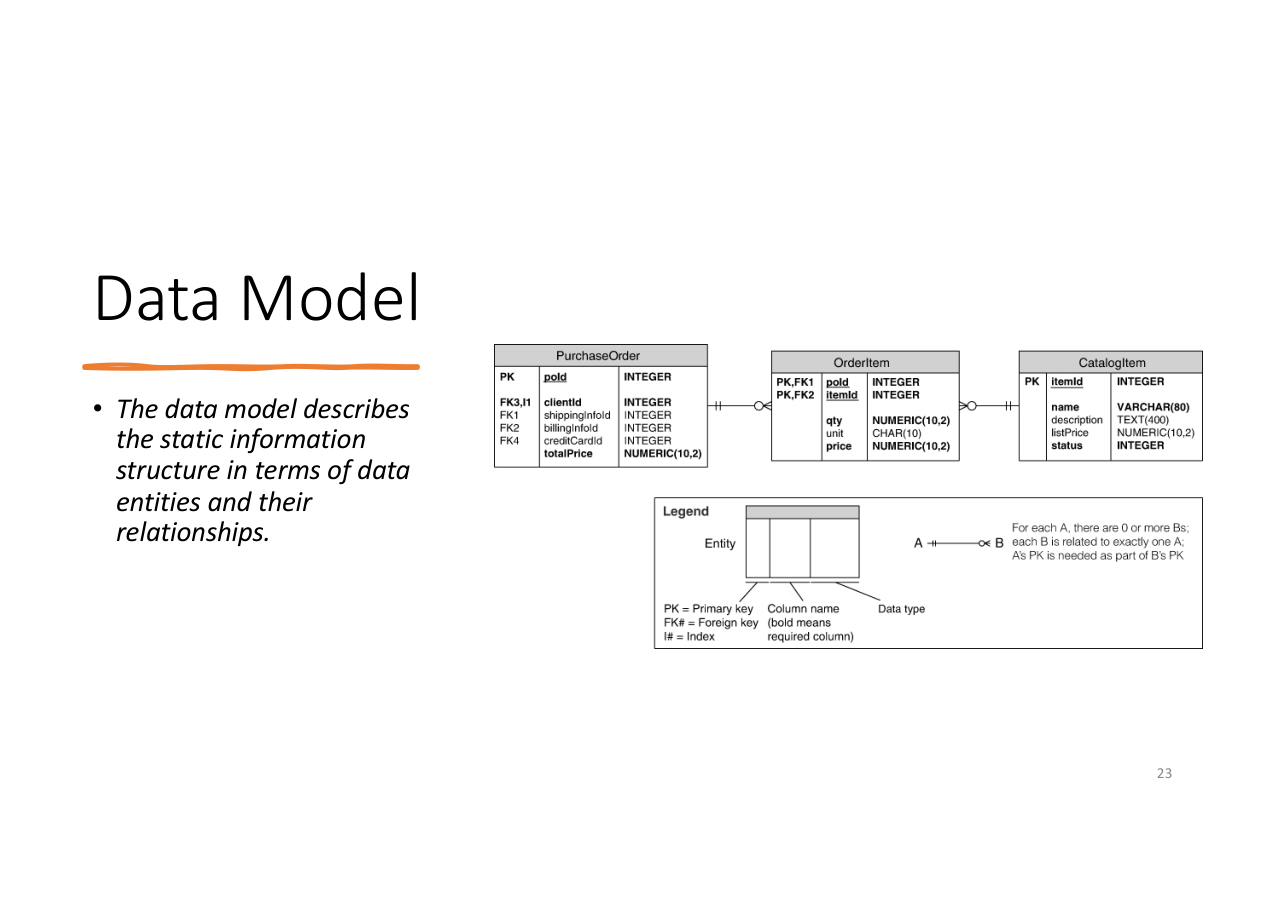 Data Model
• The data model describes
the static information
structure in terms of data
entities and their
relationships.
PurchaseOrder
PK poId INTEGER
FK3,I1 clientId INTEGER
FK1 shippingInfoId INTEGER
FK2 billingInfoId INTEGER
FK4 creditCardId INTEGER
totalPrice NUMERIC(10,2)
OrderItem
PK,FK1 poId INTEGER
PK,FK2 itemId INTEGER
qty NUMERIC(10,2)
unit CHAR(10)
price NUMERIC(10,2)
CatalogItem
PK itemId INTEGER
name VARCHAR(80)
description TEXT(400)
listPrice NUMERIC(10,2)
status INTEGER
Legend
Entity
PK = Primary key
FK# = Foreign key
I# = Index
Column name
(bold means
required column)
Data type
A B
For each A, there are 0 or more Bs;
each B is related to exactly one A;
A's PK is needed as part of B's PK
23